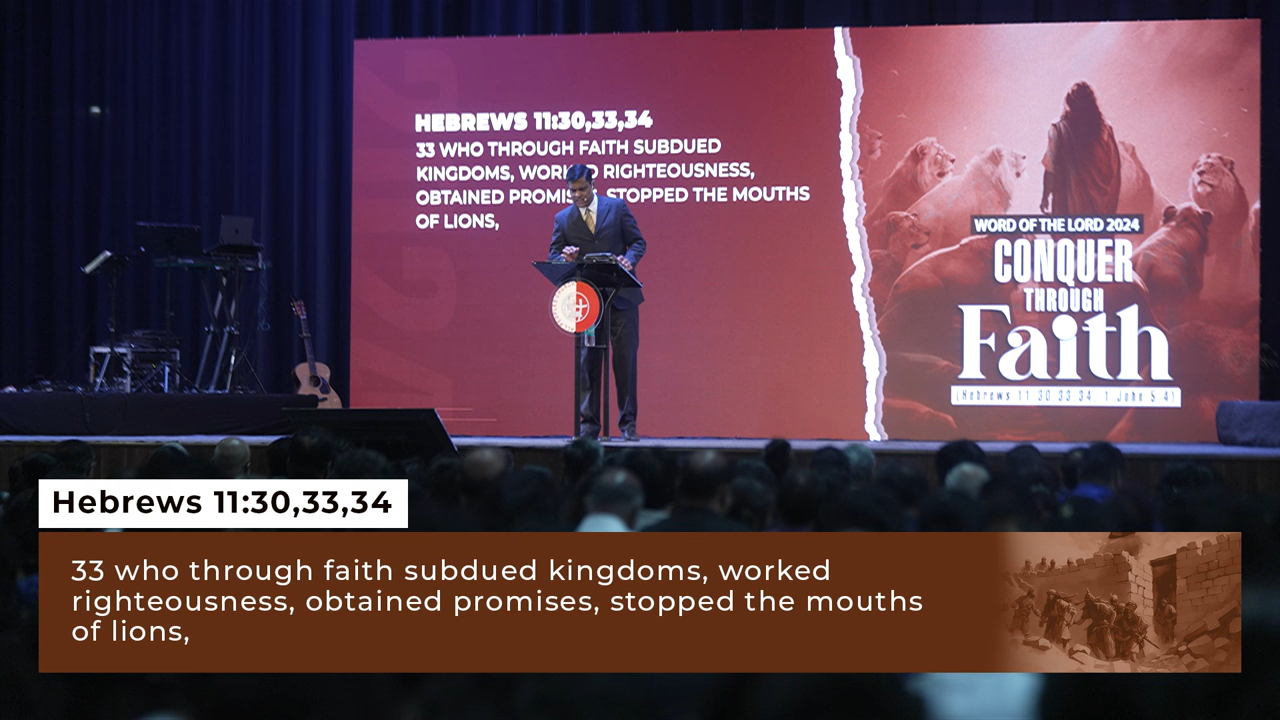 HEBREWS 11:30,33,34
33 WHO THROUGH FAITH SUBDUED
KINGDOMS, WORKED RIGHTEOUSNESS,
OBTAINED PROMISES, STOPPED THE MOUTHS
OF LIONS,
WORD OF THE LORD 2024
CONQUER
THROUGH
Faith
(Hebrews 11:30,33,34, 1 John 5:4)
Hebrews 11:30,33,34
33 who through faith subdued kingdoms, worked
righteousness, obtained promises, stopped the mouths
of lions,